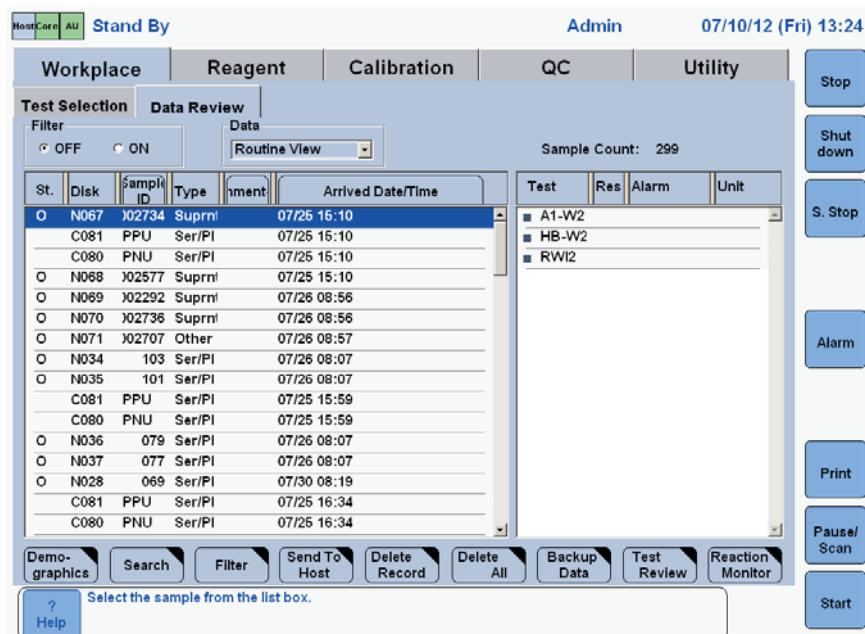 Host Core AU Stand By Admin 07/10/12 (Fri) 13:24
Workplace Reagent Calibration QC Utility
Test Selection Data Review
Filter Data
OFF ON Routine View Sample Count: 299
St. Disk Sample ID Type nment Arrived Date/Time Test Res Alarm Unit
O N067 002734 Suprnt 07/25 15:10 A1-W2
C081 PPU Ser/Pl 07/25 15:10 HB-W2
C080 PNU Ser/Pl 07/25 15:10 RWI2
O N068 002577 Suprnt 07/25 15:10
O N069 002292 Suprnt 07/26 08:56
O N070 002736 Suprnt 07/26 08:56
O N071 002707 Other 07/26 08:57
O N034 103 Ser/Pl 07/26 08:07
O N035 101 Ser/Pl 07/26 08:07
C081 PPU Ser/Pl 07/25 15:59
C080 PNU Ser/Pl 07/25 15:59
O N036 079 Ser/Pl 07/26 08:07
O N037 077 Ser/Pl 07/26 08:07
O N028 069 Ser/Pl 07/30 08:19
C081 PPU Ser/Pl 07/25 16:34
C080 PNU Ser/Pl 07/25 16:34
Demo-
graphics
Search
Filter
Send To
Host
Delete
Record
Delete
All
Backup
Data
Test
Review
Reaction
Monitor
?
Help
Select the sample from the list box.
Stop
Shut
down
S. Stop
Alarm
Print
Pause/
Scan
Start